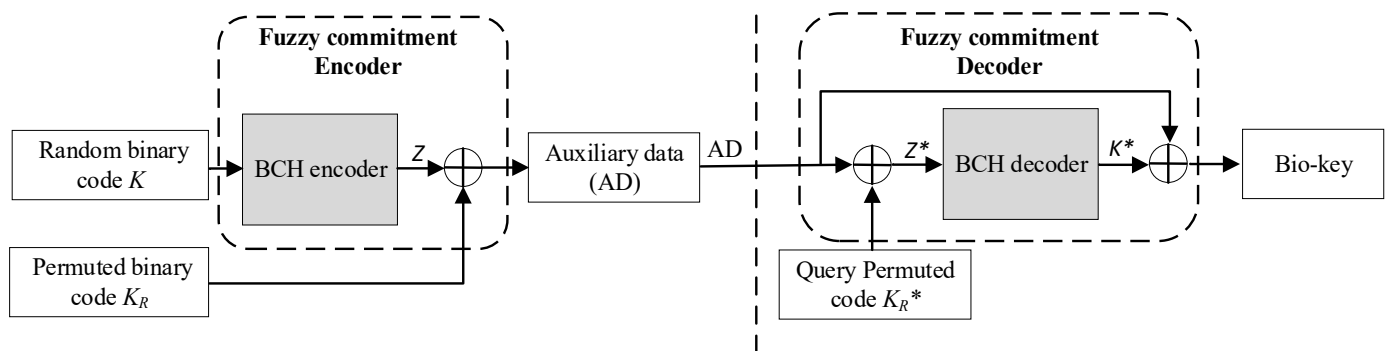 Fuzzy commitment
Encoder
Random binary
code K
BCH encoder
Z
Permuted binary
code K_R
Auxiliary data
(AD)
AD
Fuzzy commitment
Decoder
Z*
BCH decoder
K*
Query Permuted
code K_R*
Bio-key